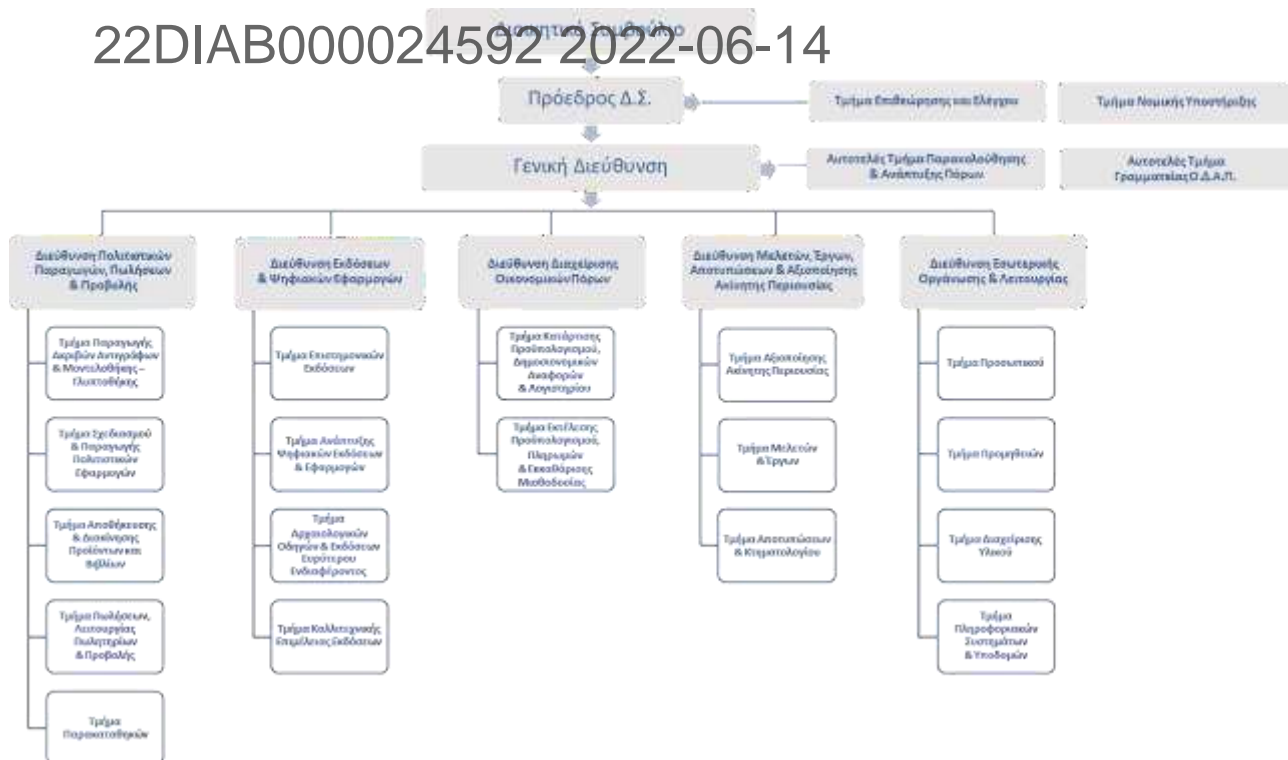 22DIAB000024592 2022-06-14
Διοικητικό Συμβούλιο
Πρόεδρος Δ.Σ.
Τμήμα Επιθεώρησης και Ελέγχου
Τμήμα Νομικής Υποστήριξης
Γενική Διεύθυνση
Αυτοτελές Τμήμα Παρακολούθησης
& Ανάπτυξης Πόρων
Αυτοτελές Τμήμα
Γραμματείας Ο.Δ.Α.Π.
Διεύθυνση Πολιτιστικών
Παραγωγών, Πωλήσεων
& Προβολής
Τμήμα Παραγωγής
Ακριβών Αντιγράφων
& Μοντελοθήκης –
Γλυπτοθήκης
Τμήμα Σχεδιασμού
& Παραγωγής
Πολιτιστικών
Εφαρμογών
Τμήμα Αποθήκευσης
& Διακίνησης
Προϊόντων και
Βιβλίων
Τμήμα Πωλήσεων,
Λειτουργίας
Πωλητηρίων
& Προβολής
Τμήμα
Παρακαταθηκών
Διεύθυνση Εκδόσεων
& Ψηφιακών Εφαρμογών
Τμήμα Επιστημονικών
Εκδόσεων
Τμήμα Ανάπτυξης
Ψηφιακών Εκδόσεων
& Εφαρμογών
Τμήμα
Αρχαιολογικών
Οδηγών & Εκδόσεων
Ευρύτερου
Ενδιαφέροντος
Τμήμα Καλλιτεχνικής
Επιμέλειας Εκδόσεων
Διεύθυνση Διαχείρισης
Οικονομικών Πόρων
Τμήμα Κατάρτισης
Προϋπολογισμού,
Δημοσιονομικών
Αναφορών
& Λογιστηρίου
Τμήμα Εκτέλεσης
Προϋπολογισμού,
Πληρωμών
& Εκκαθάρισης
Μισθοδοσίας
Διεύθυνση Μελετών, Έργων,
Αποτυπώσεων & Αξιοποίησης
Ακίνητης Περιουσίας
Τμήμα Αξιοποίησης
Ακίνητης Περιουσίας
Τμήμα Μελετών
& Έργων
Τμήμα Αποτυπώσεων
& Κτηματολογίου
Διεύθυνση Εσωτερικής
Οργάνωσης & Λειτουργίας
Τμήμα Προσωπικού
Τμήμα Προμηθειών
Τμήμα Διαχείρισης
Υλικού
Τμήμα
Πληροφοριακών
Συστημάτων
& Υποδομών